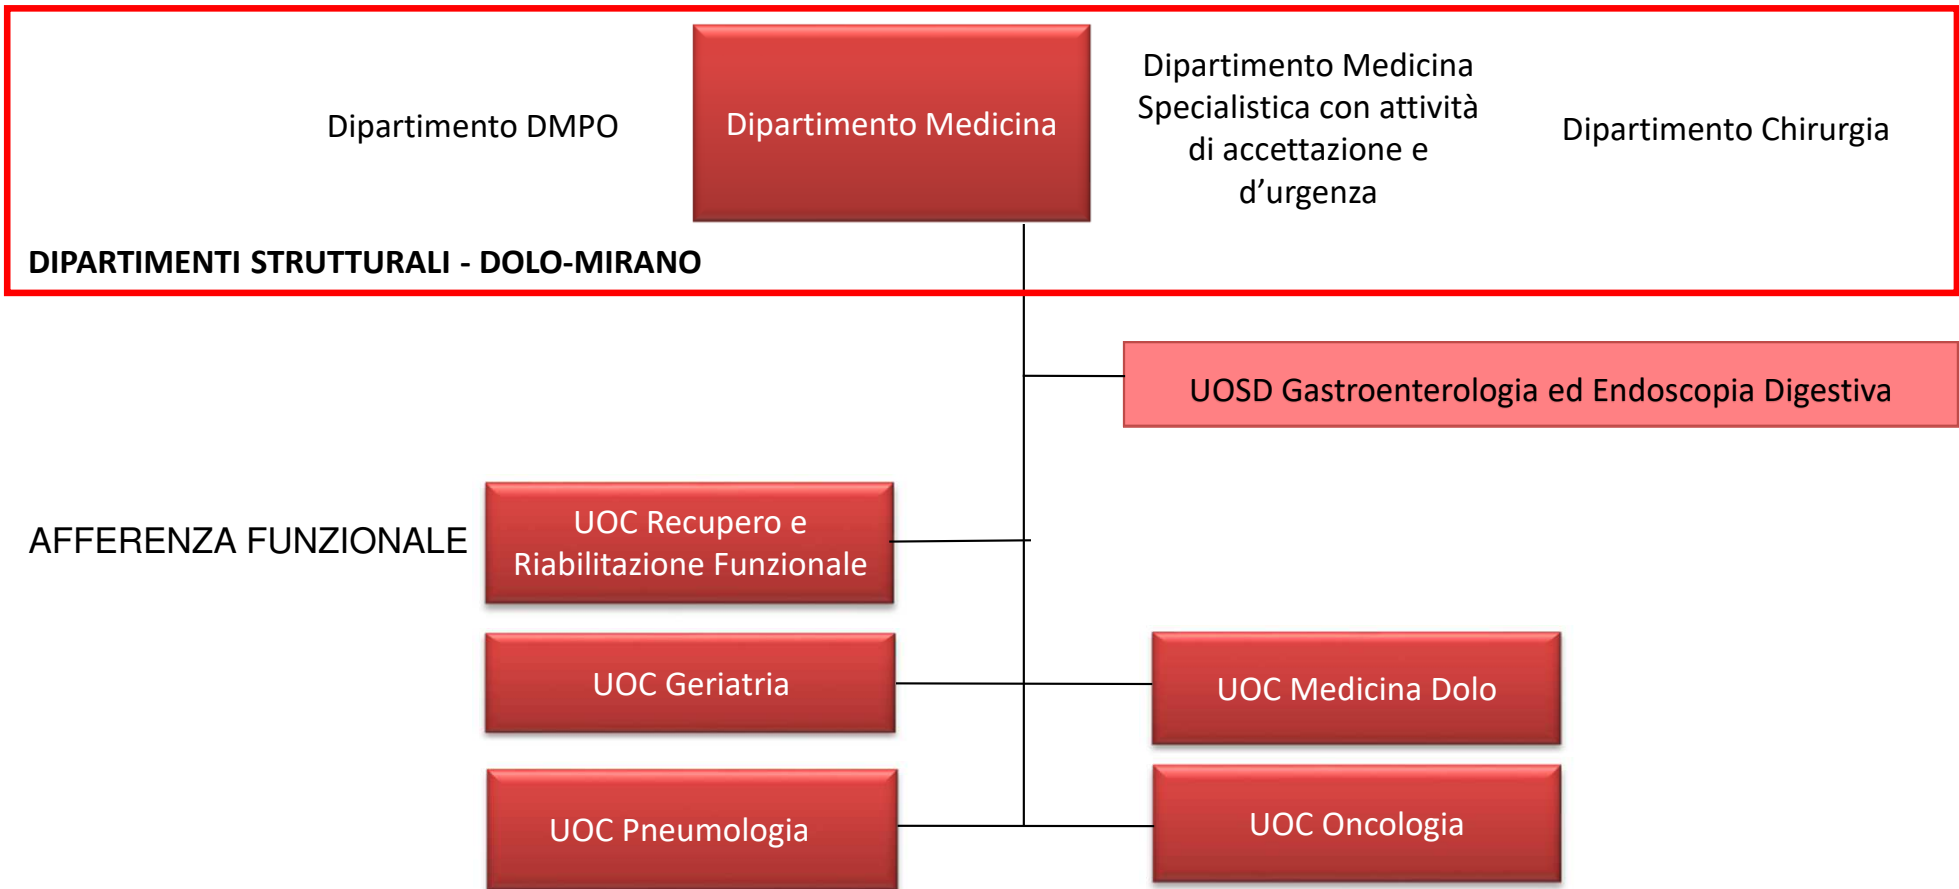 Dipartimento DMPO
Dipartimento Medicina
Dipartimento Medicina
Specialistica con attività
di accettazione e
d’urgenza
Dipartimento Chirurgia
DIPARTIMENTI STRUTTURALI - DOLO-MIRANO
UOSD Gastroenterologia ed Endoscopia Digestiva
AFFERENZA FUNZIONALE
UOC Recupero e
Riabilitazione Funzionale
UOC Geriatria
UOC Medicina Dolo
UOC Pneumologia
UOC Oncologia